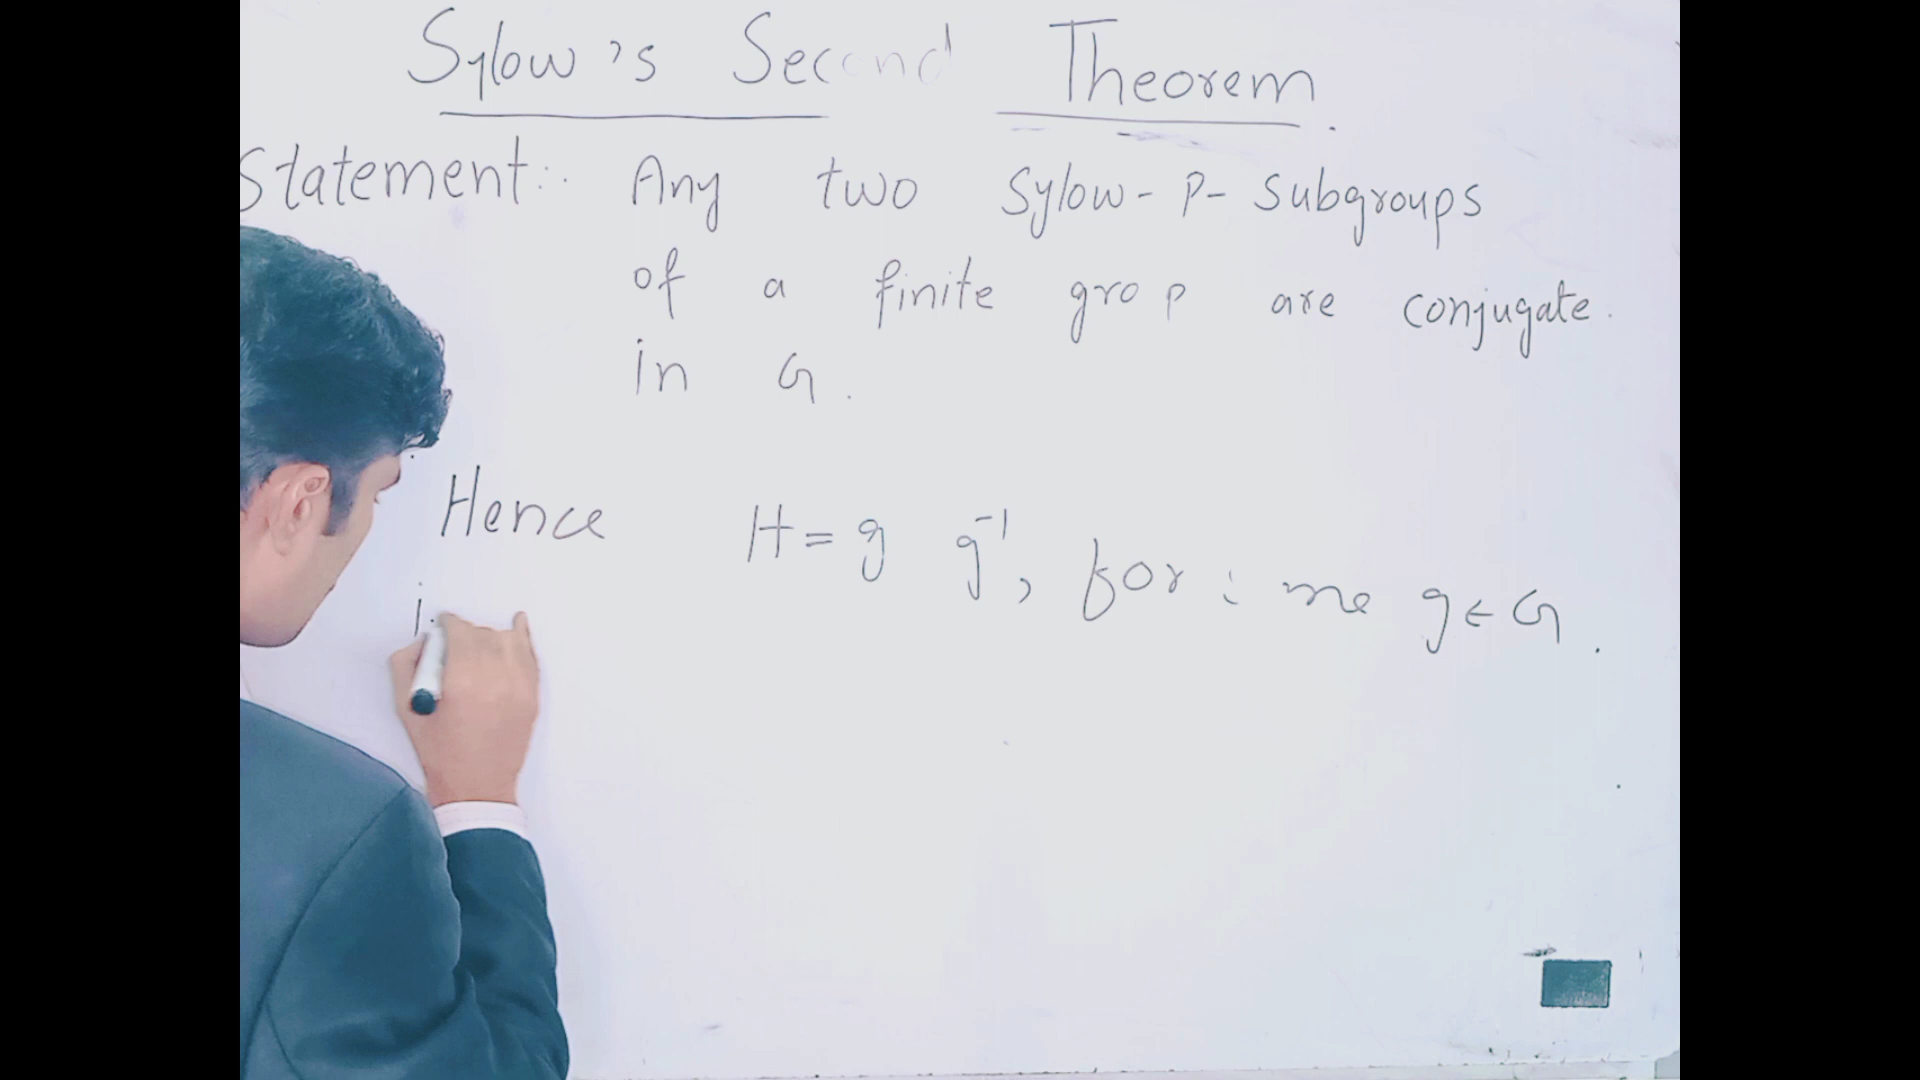 Sylow's Second Theorem.
Statement:. Any two Sylow-P-Subgroups
of a finite grop are conjugate.
in G.
Hence H = g g⁻¹, for me g ∈ G.